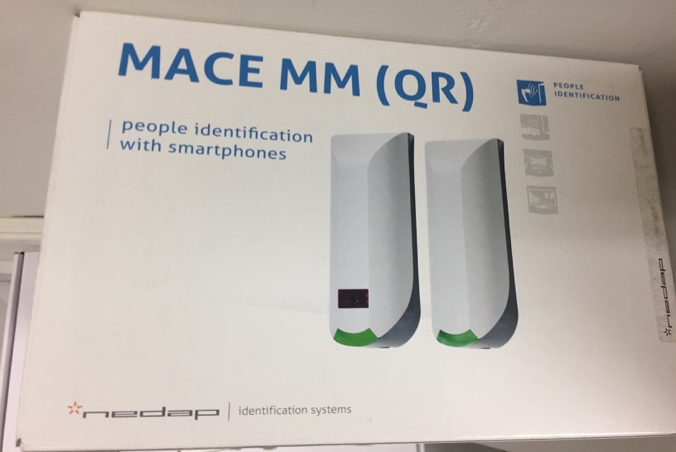 MACE MM (QR)
people identification
with smartphones
PEOPLE
IDENTIFICATION
nedap
identification systems
nedap